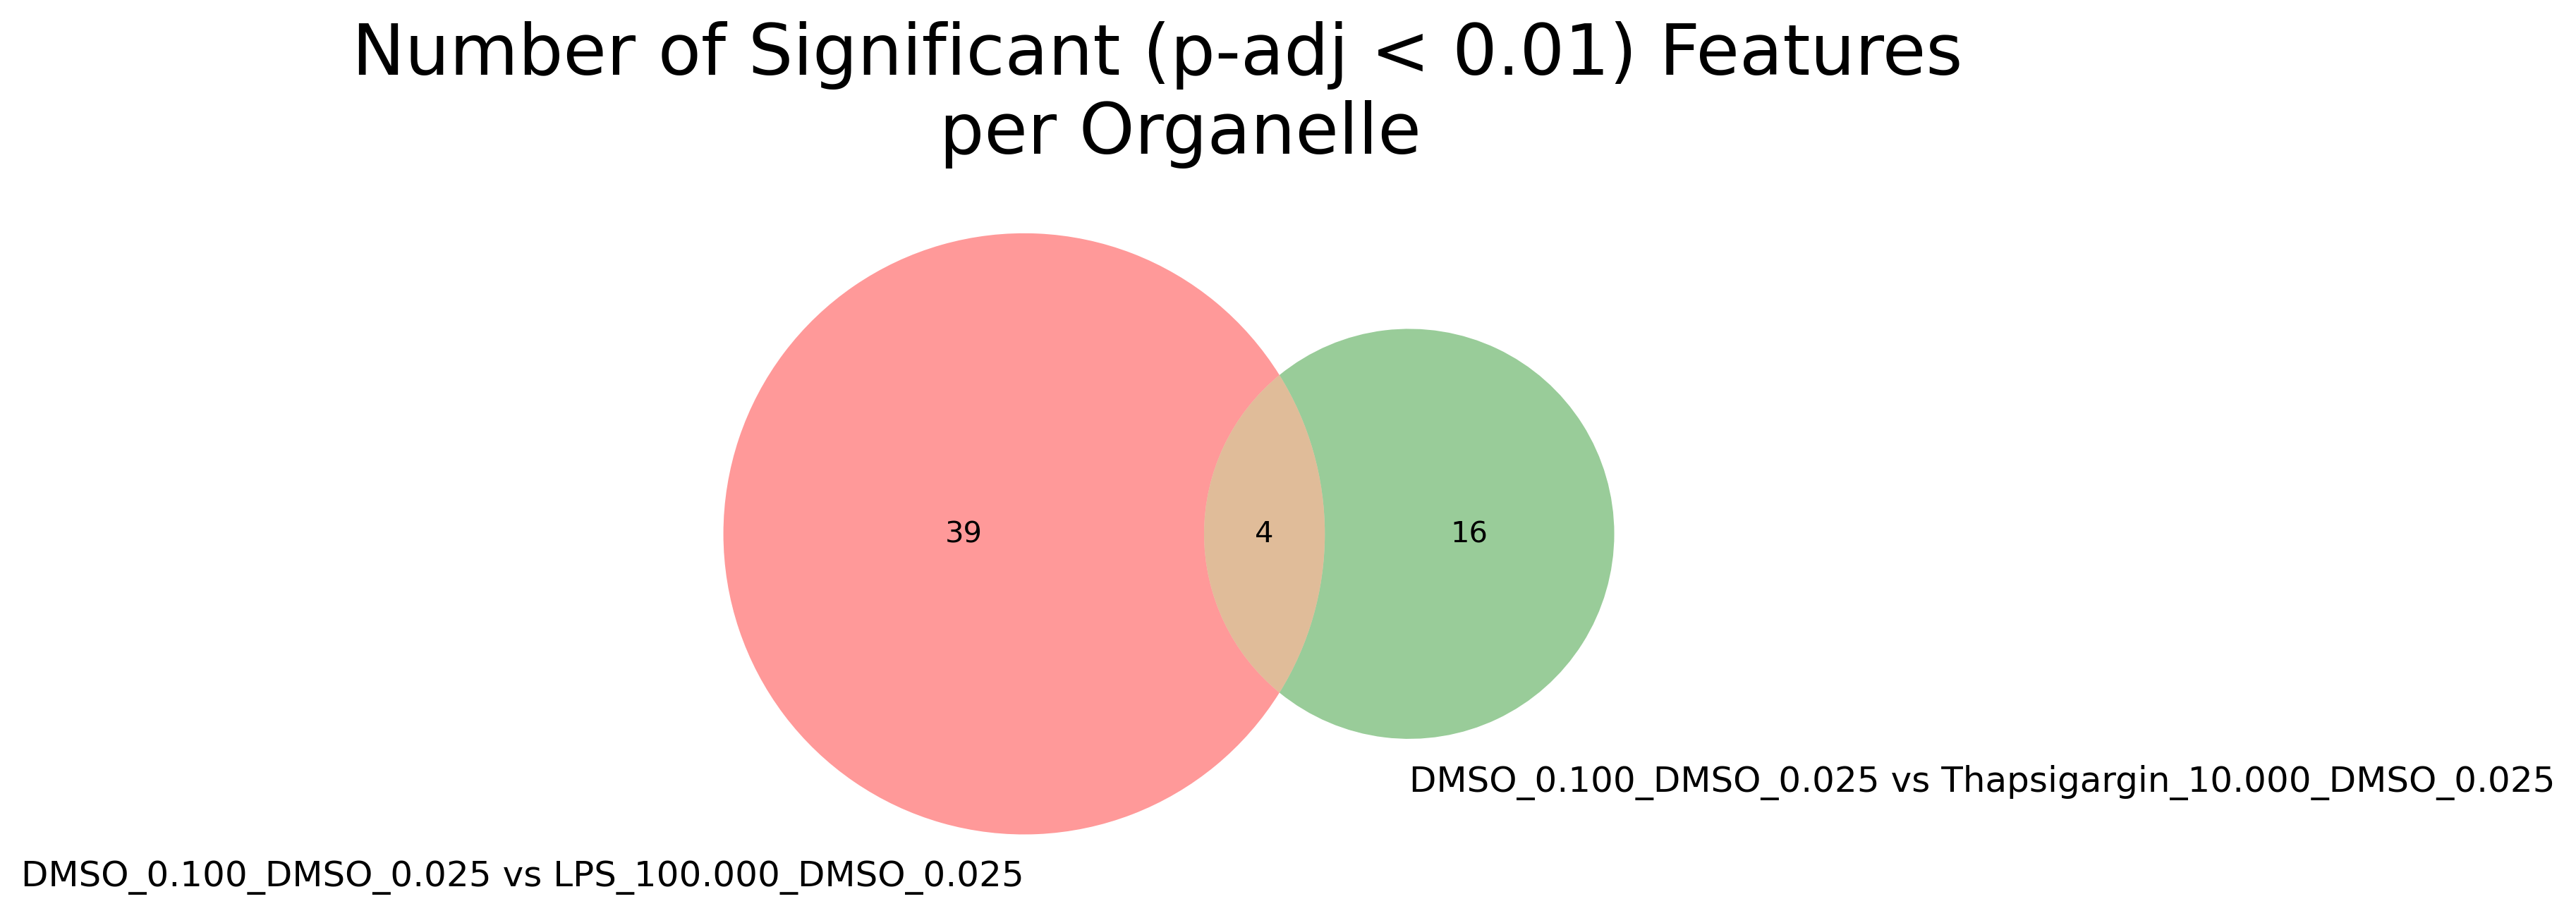 Number of Significant (p-adj < 0.01) Features
per Organelle
39
4
16
DMSO_0.100_DMSO_0.025 vs Thapsigargin_10.000_DMSO_0.025
DMSO_0.100_DMSO_0.025 vs LPS_100.000_DMSO_0.025